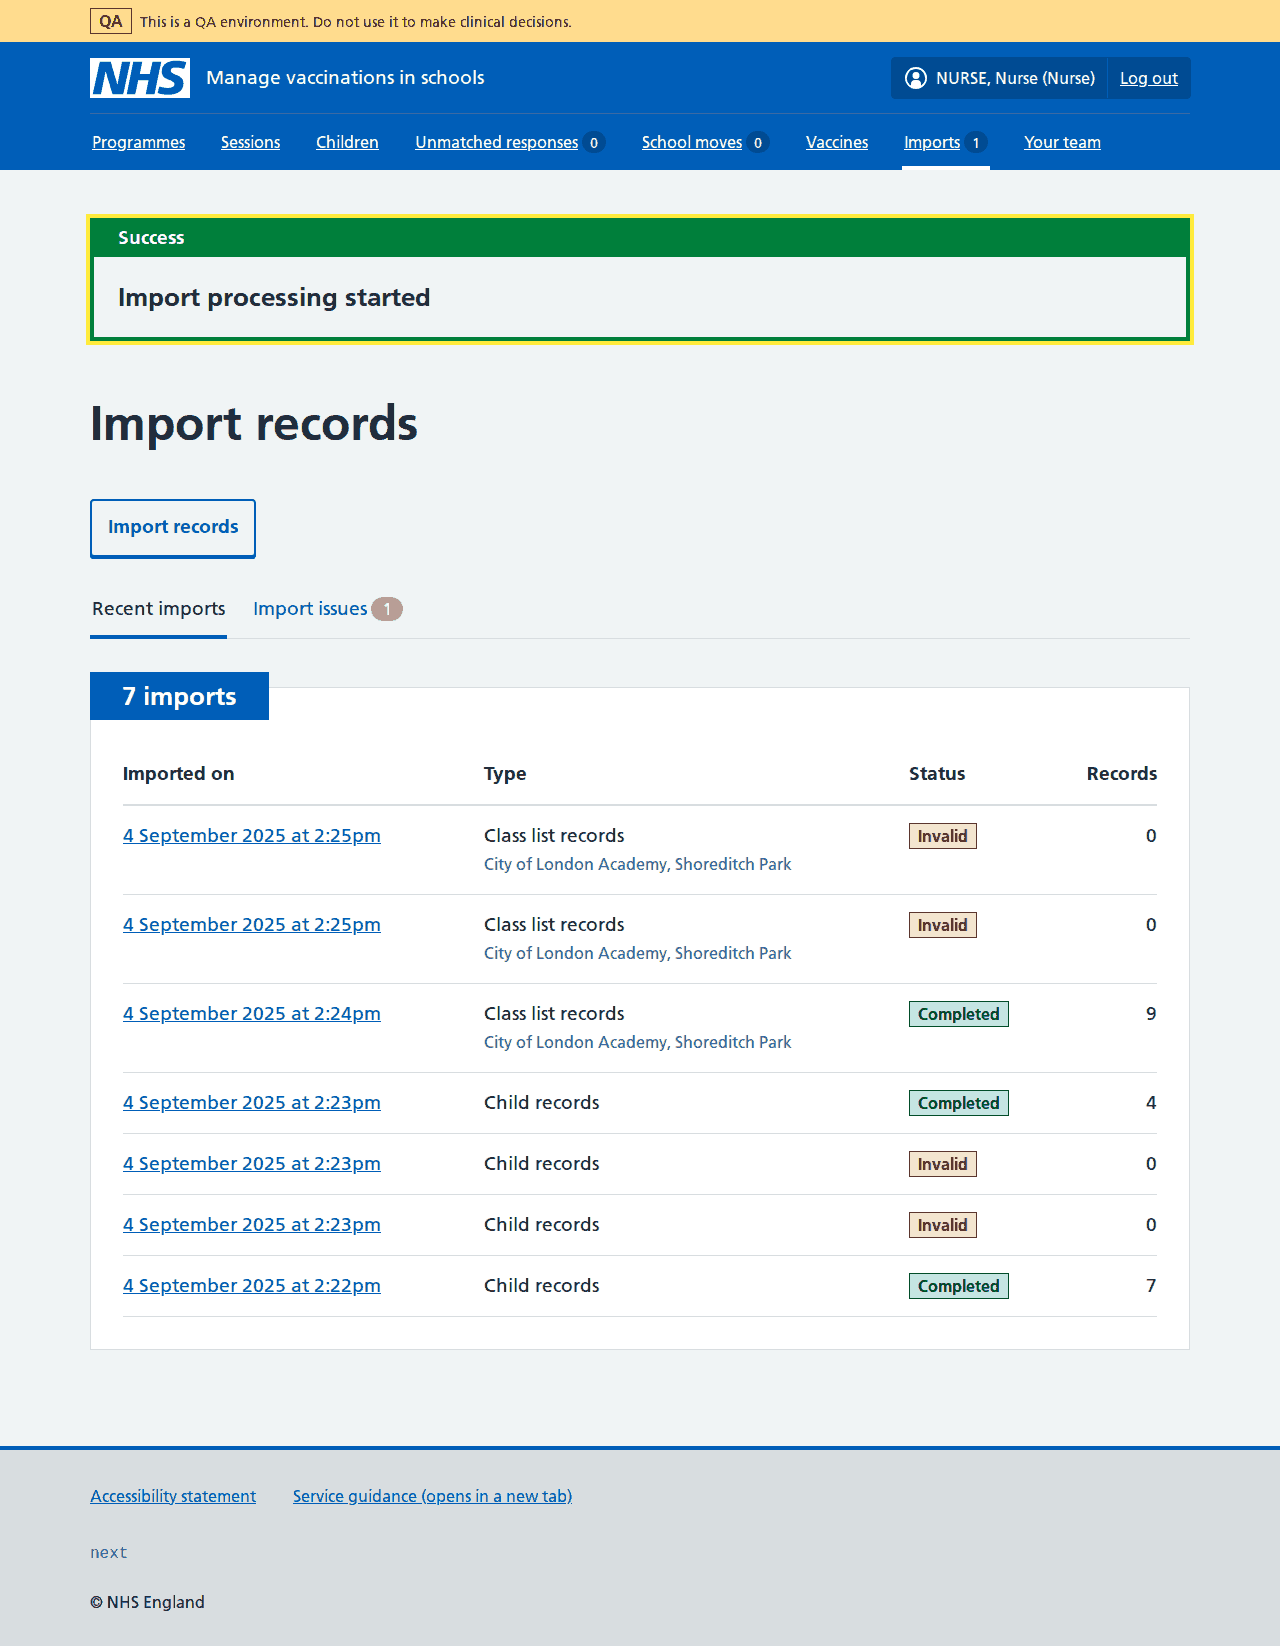 QA This is a QA environment. Do not use it to make clinical decisions.
NHS Manage vaccinations in schools NURSE, Nurse (Nurse) Log out
Programmes Sessions Children Unmatched responses 0 School moves 0 Vaccines Imports 1 Your team
Success
Import processing started
Import records
Import records
Recent imports Import issues 1
7 imports
Imported on Type Status Records
4 September 2025 at 2:25pm Class list records Invalid 0
City of London Academy, Shoreditch Park
4 September 2025 at 2:25pm Class list records Invalid 0
City of London Academy, Shoreditch Park
4 September 2025 at 2:24pm Class list records Completed 9
City of London Academy, Shoreditch Park
4 September 2025 at 2:23pm Child records Completed 4
4 September 2025 at 2:23pm Child records Invalid 0
4 September 2025 at 2:23pm Child records Invalid 0
4 September 2025 at 2:22pm Child records Completed 7
Accessibility statement Service guidance (opens in a new tab)
next
© NHS England